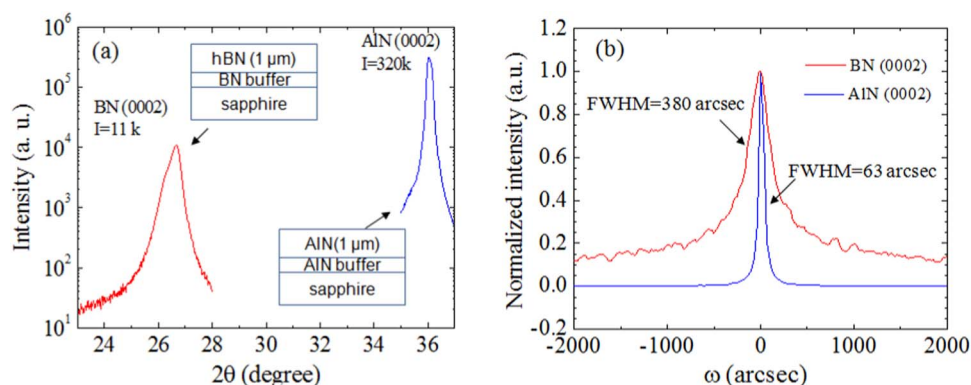 (a)
BN (0002)
I=11 k
hBN (1 µm)
BN buffer
sapphire
AlN (0002)
I=320k
AlN (1 µm)
AlN buffer
sapphire
Intensity (a. u.)
10^6
10^5
10^4
10^3
10^2
10^1
23 24 26 28 30 32 34 36
2θ (degree)
(b)
BN (0002)
AlN (0002)
FWHM=380 arcsec
FWHM=63 arcsec
Normalized intensity (a.u.)
1.2
1.0
0.8
0.6
0.4
0.2
0.0
-0.2
-2000 -1000 0 1000 2000
ω (arcsec)